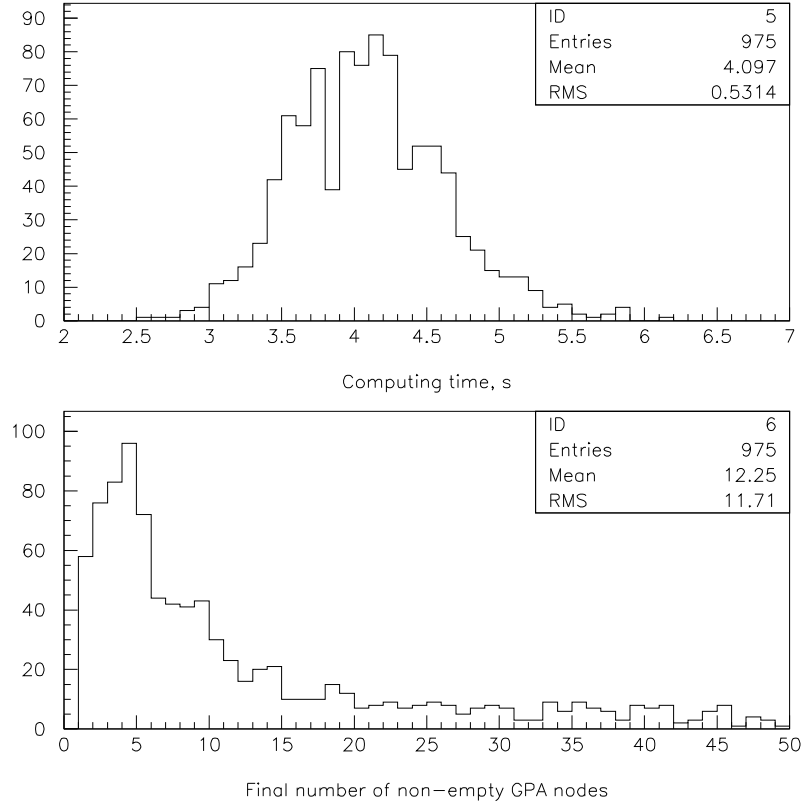 ID 5
Entries 975
Mean 4.097
RMS 0.5314
90
80
70
60
50
40
30
20
10
0
2 2.5 3 3.5 4 4.5 5 5.5 6 6.5 7
Computing time, s
ID 6
Entries 975
Mean 12.25
RMS 11.71
100
80
60
40
20
0
0 5 10 15 20 25 30 35 40 45 50
Final number of non-empty GPA nodes